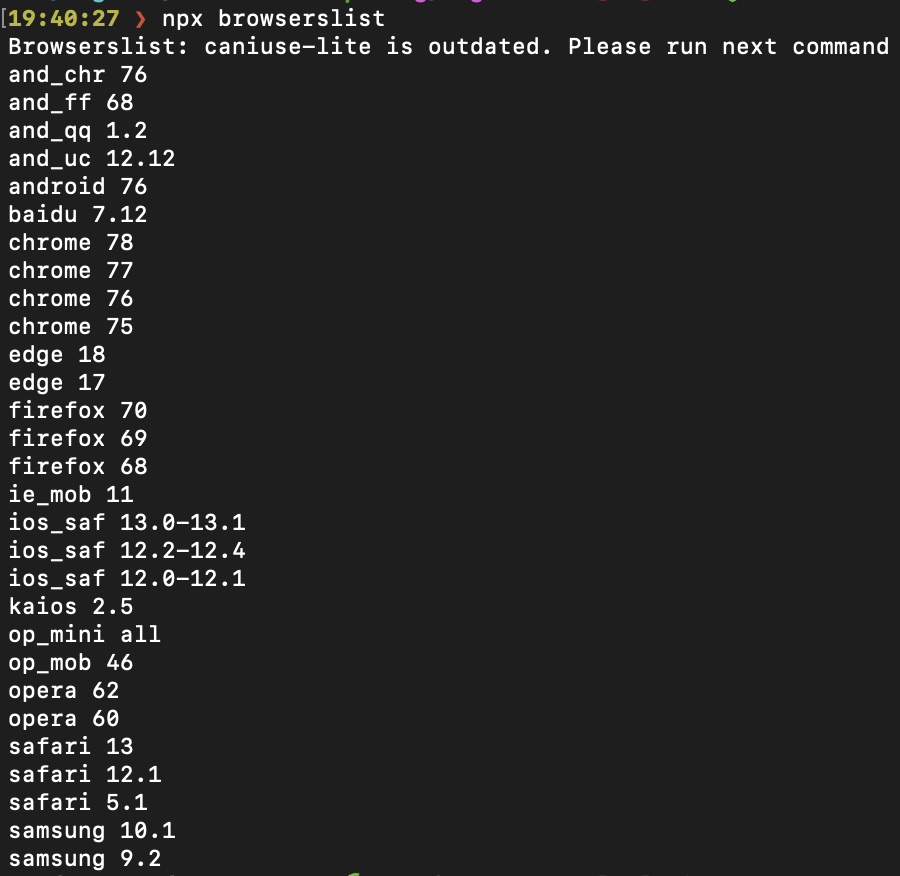 [19:40:27 ❯ npx browserslist
Browserslist: caniuse-lite is outdated. Please run next command
and_chr 76
and_ff 68
and_qq 1.2
and_uc 12.12
android 76
baidu 7.12
chrome 78
chrome 77
chrome 76
chrome 75
edge 18
edge 17
firefox 70
firefox 69
firefox 68
ie_mob 11
ios_saf 13.0-13.1
ios_saf 12.2-12.4
ios_saf 12.0-12.1
kaios 2.5
op_mini all
op_mob 46
opera 62
opera 60
safari 13
safari 12.1
safari 5.1
samsung 10.1
samsung 9.2